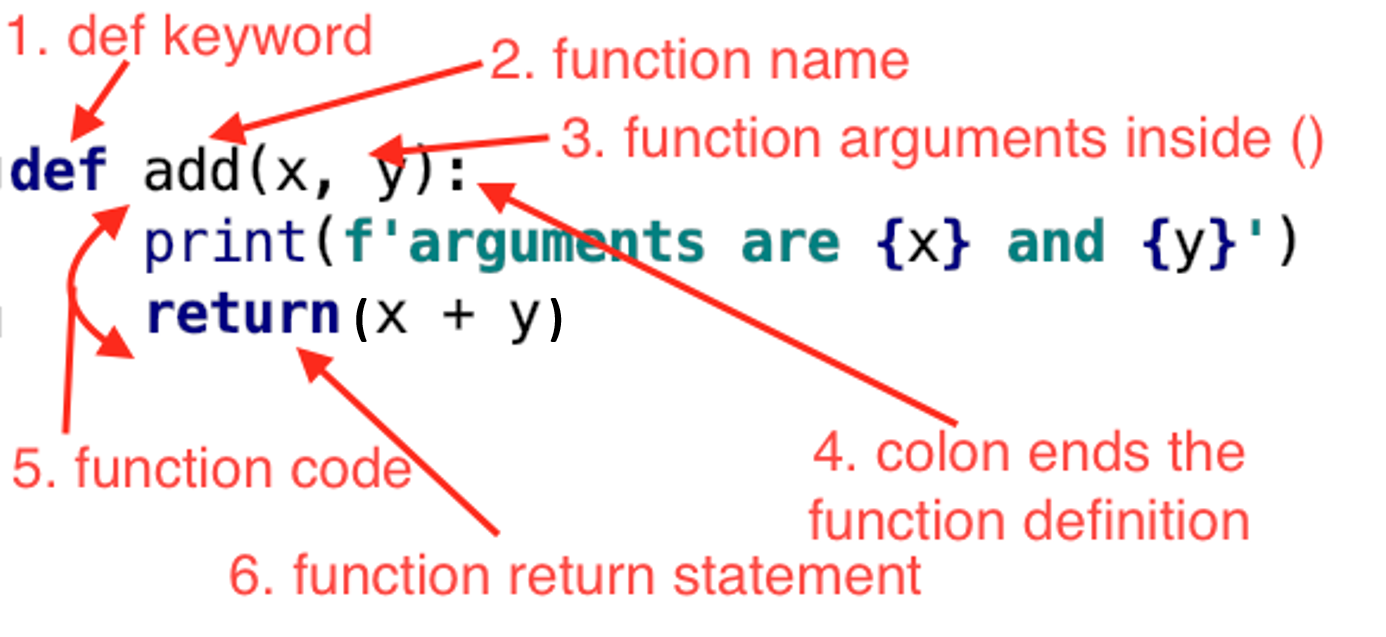 1. def keyword
2. function name
3. function arguments inside ()
def add(x, y):
print(f'arguments are {x} and {y}')
return(x + y)
5. function code
4. colon ends the
function definition
6. function return statement